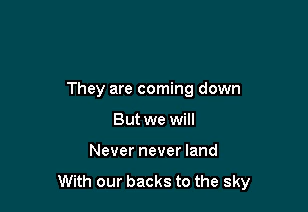 They are coming down
But we will
Never never land
With our backs to the sky